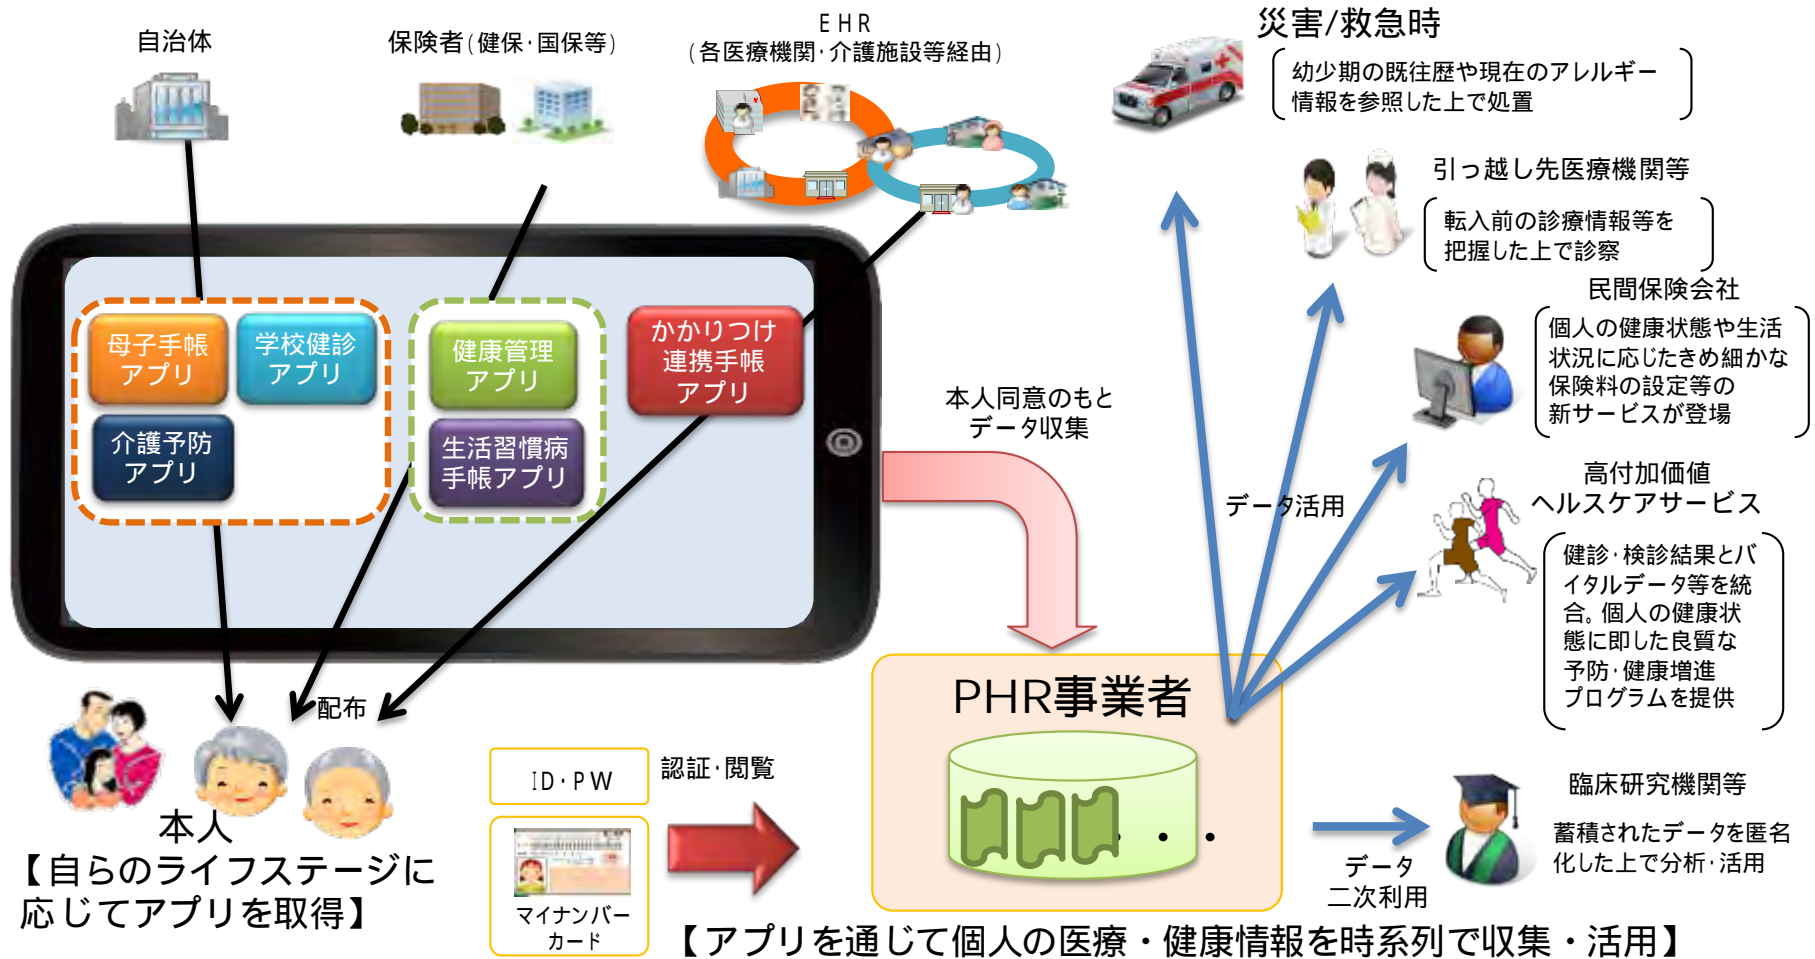 自治体
保険者(健保･国保等)
EHR
(各医療機関･介護施設等経由)
災害/救急時
幼少期の既往歴や現在のアレルギー
情報を参照した上で処置
引っ越し先医療機関等
転入前の診療情報等を
把握した上で診察
民間保険会社
個人の健康状態や生活
状況に応じたきめ細かな
保険料の設定等の
新サービスが登場
高付加価値
ヘルスケアサービス
健診･検診結果とバ
イタルデータ等を統
合。個人の健康状
態に即した良質な
予防･健康増進
プログラムを提供
母子手帳
アプリ
学校健診
アプリ
介護予防
アプリ
健康管理
アプリ
生活習慣病
手帳アプリ
かかりつけ
連携手帳
アプリ
本人同意のもと
データ収集
データ活用
配布
本人
【自らのライフステージに
応じてアプリを取得】
ID･PW
認証･閲覧
マイナンバー
カード
PHR事業者
・・・
データ
二次利用
臨床研究機関等
蓄積されたデータを匿名
化した上で分析･活用
【アプリを通じて個人の医療・健康情報を時系列で収集・活用】